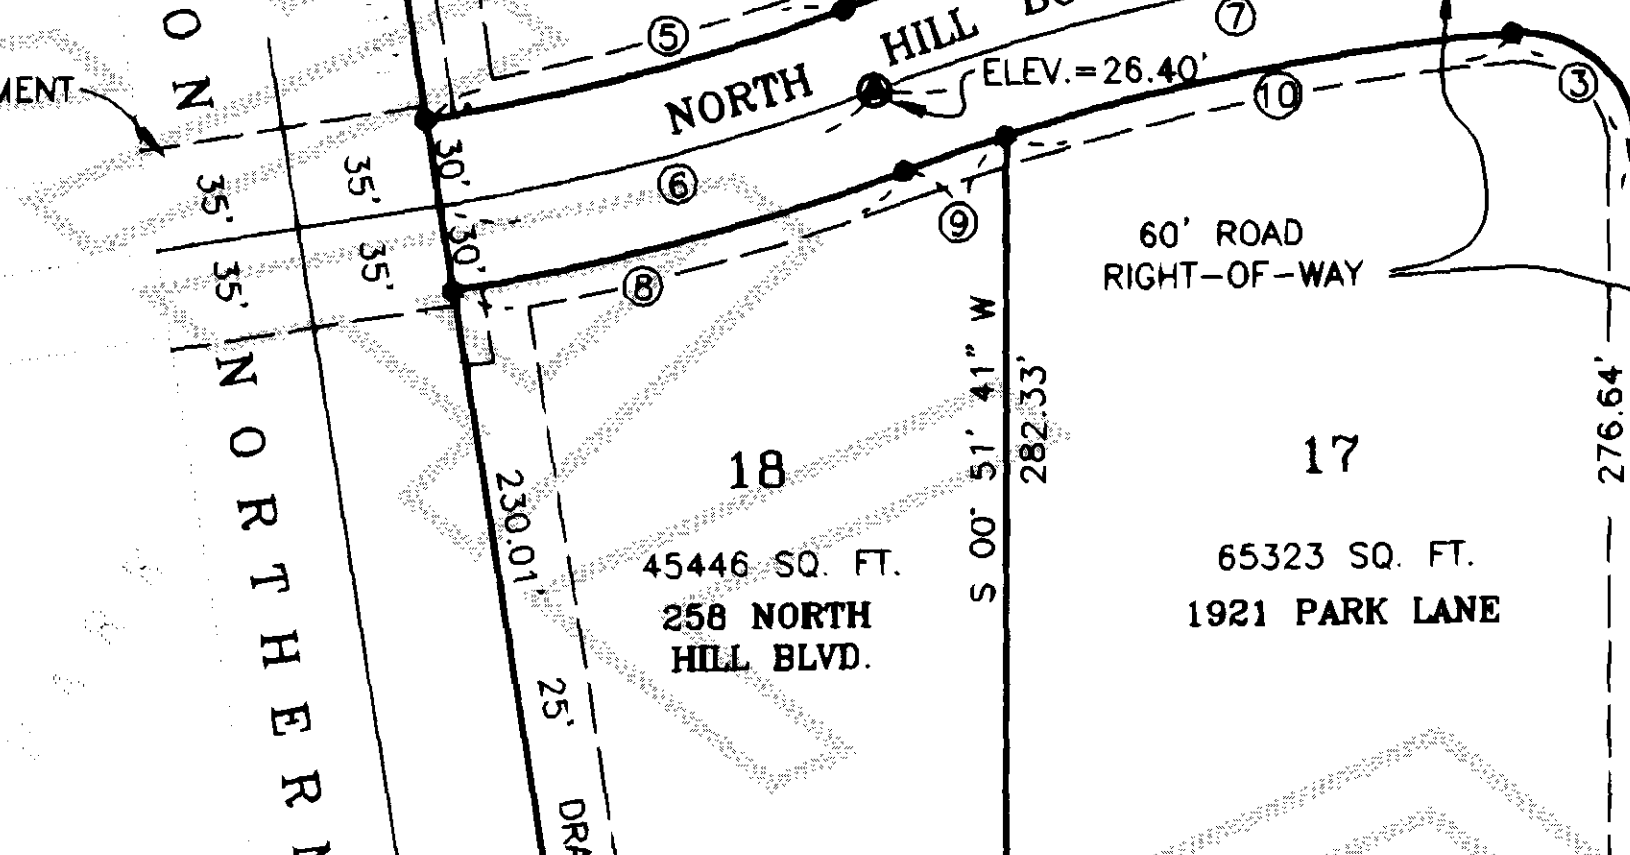 5
7
NORTH HILL
ELEV.=26.40'
10
3
MENT
O
N
35'
35'
30'
6
30'
35'
35'
8
9
60' ROAD
RIGHT-OF-WAY
N
O
R
T
H
E
R
230.01'
25'
18
45446 SQ. FT.
258 NORTH
HILL BLVD.
S 00° 51' 41" W
282.33'
17
65323 SQ. FT.
1921 PARK LANE
276.64'